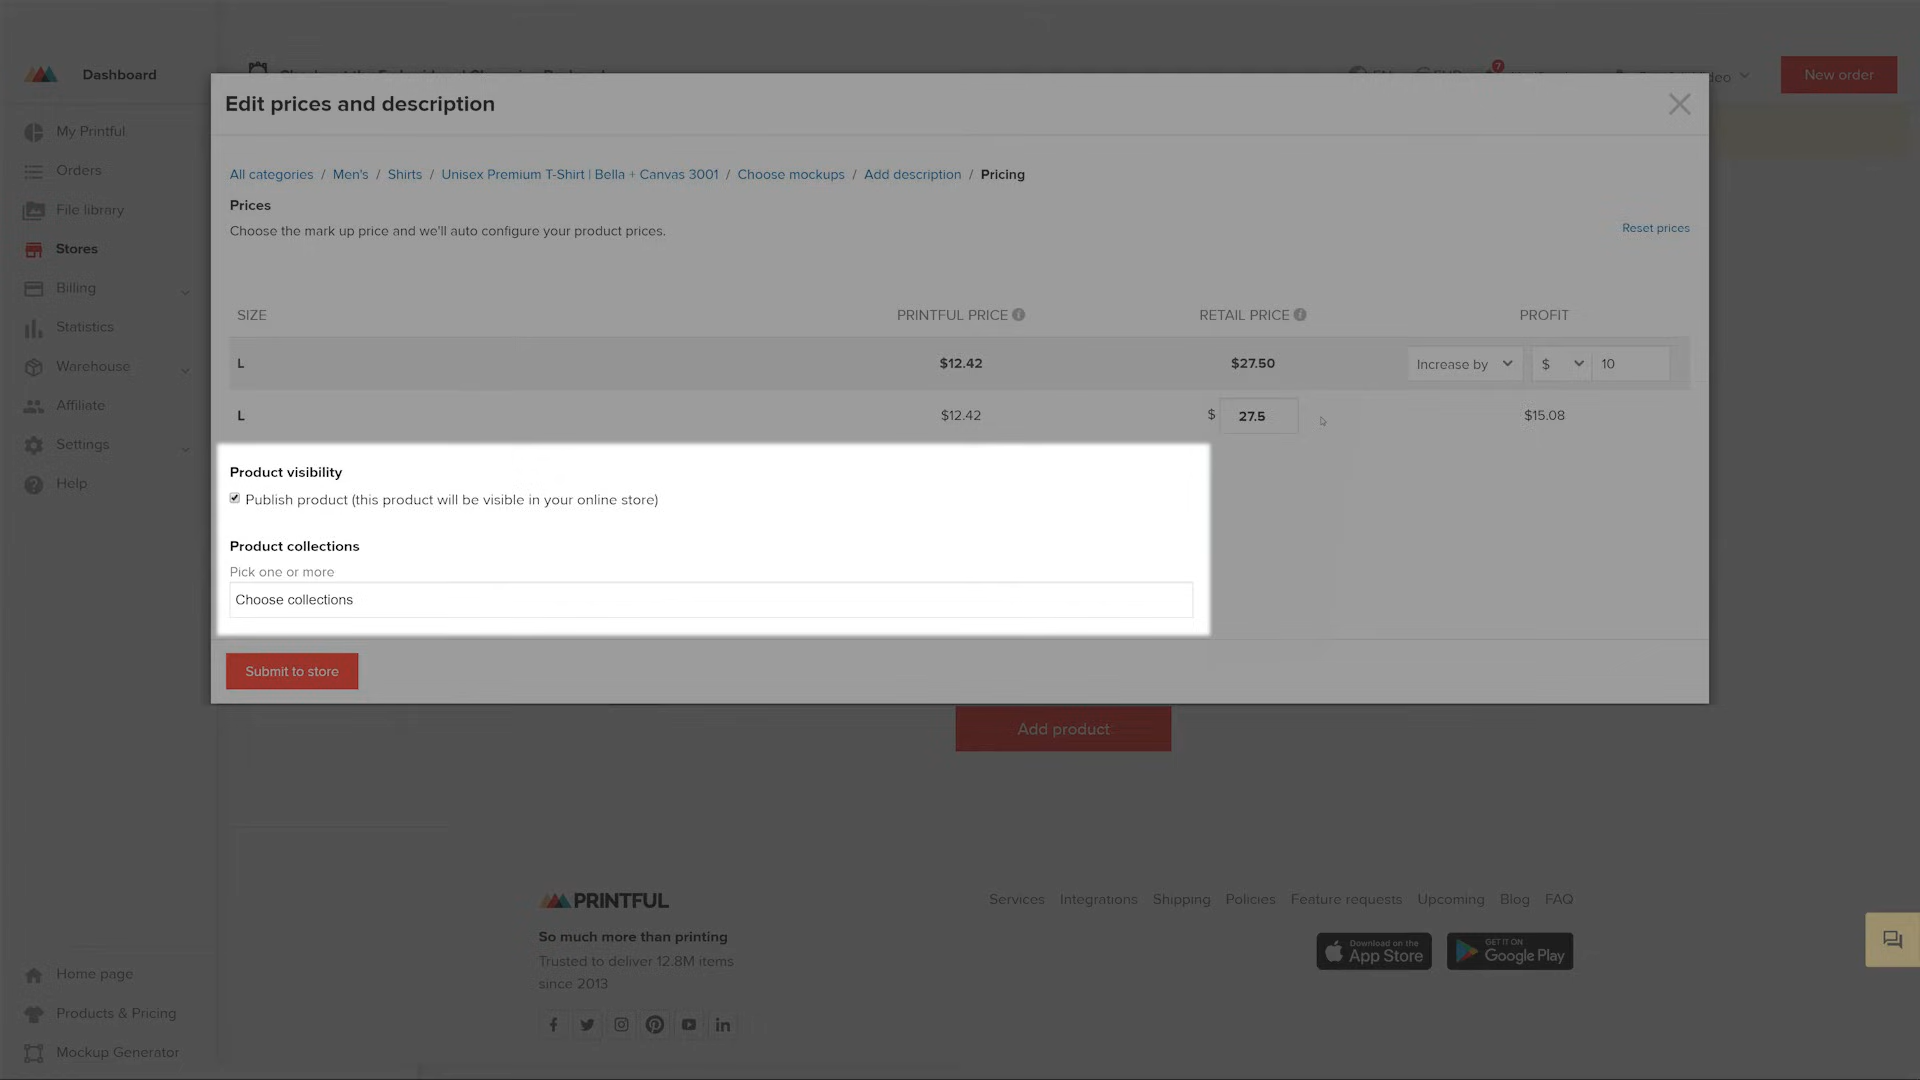 Dashboard
New order
7
Edit prices and description
My Printful
Orders
File library
Stores
Billing
Statistics
Warehouse
Affiliate
Settings
Help
All categories / Men's / Shirts / Unisex Premium T-Shirt | Bella + Canvas 3001 / Choose mockups / Add description / Pricing
Prices
Choose the mark up price and we'll auto configure your product prices.
Reset prices
SIZE PRINTFUL PRICE RETAIL PRICE PROFIT
L $12.42 $27.50 Increase by $ 10
L $12.42 $ 27.5 $15.08
Product visibility
Publish product (this product will be visible in your online store)
Product collections
Pick one or more
Choose collections
Submit to store
Add product
PRINTFUL
So much more than printing
Trusted to deliver 12.8M items
since 2013
Services Integrations Shipping Policies Feature requests Upcoming Blog FAQ
Download on the
App Store
GET IT ON
Google Play
Home page
Products & Pricing
Mockup Generator